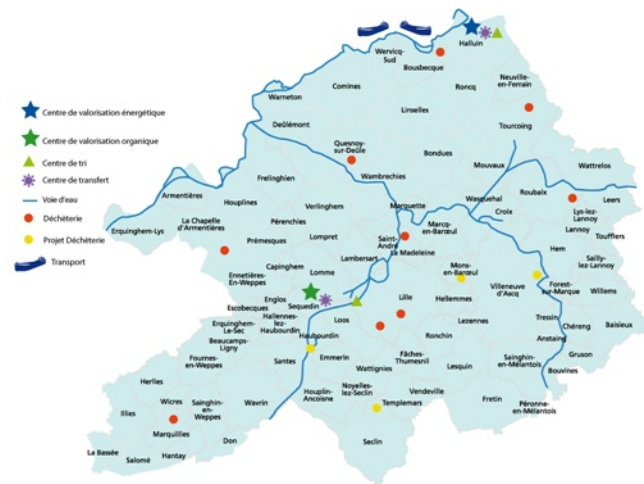 Centre de valorisation énergétique
Centre de valorisation organique
Centre de tri
Centre de transfert
Voie d'eau
Déchèterie
Projet Déchèterie
Transport
Halluin
Wervicq-
Sud
Bousbecque
Neuville-
en-Ferrain
Roncq
Comines
Warneton
Linselles
Tourcoing
Deûlémont
Quesnoy-
sur-Deûle
Bondues
Mouvaux
Wattrelos
Wambrechies
Frelinghien
Armentières
Houplines
Verlinghem
Marquette
Wasquehal
Roubaix
Leers
Croix
Lys-lez-
Lannoy
Erquinghem-Lys
La Chapelle
d'Armentières
Pérenchies
Prémesques
Lompret
Saint-
André
Marcq-
en-Barœul
La Madeleine
Lannoy
Toufflers
Hem
Sailly-
lez-Lannoy
Lambersart
Capinghem
Lomme
Mons-
en-Barœul
Ennetières-
En-Weppes
Englos
Sequedin
Escobecques
Lille
Hellemmes
Villeneuve
d'Ascq
Forest-
sur-Marque
Willems
Hallennes-
lez-
Haubourdin
Loos
Lezennes
Tressin
Chéreng
Baisieux
Erquinghem-
Le-Sec
Haubourdin
Ronchin
Anstaing
Beaucamps-
Ligny
Emmerin
Gruson
Fournes-
en-Weppes
Santes
Wattignies
Fâches-
Thumesnil
Lesquin
Sainghin-
en-Mélantois
Bouvines
Herlies
Houplin-
Ancoisne
Noyelles-
lez-Seclin
Vendeville
Wicres
Sainghin-
en-Weppes
Wavrin
Templemars
Fretin
Péronne-
en-Mélantois
Illies
Marquillies
Don
Seclin
La Bassée
Salomé
Hantay